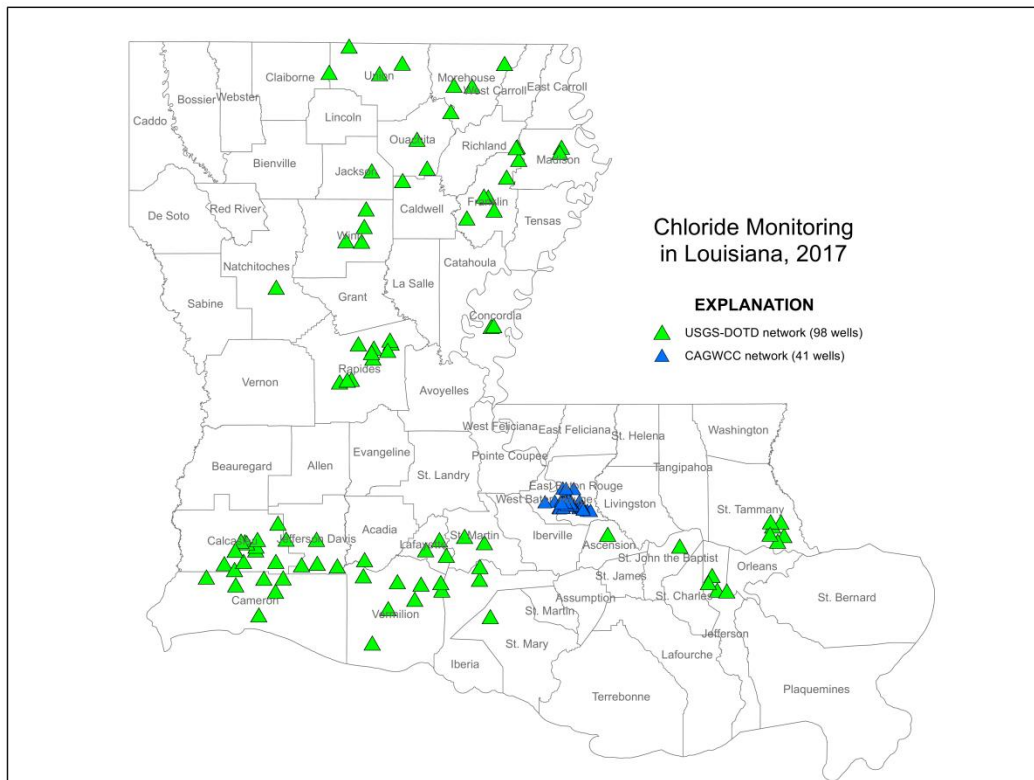 Chloride Monitoring
in Louisiana, 2017
EXPLANATION
USGS-DOTD network (98 wells)
CAGWCC network (41 wells)
Claiborne
Union
Morehouse
West Carroll
East Carroll
Bossier
Webster
Caddo
Lincoln
Ouachita
Richland
Madison
Bienville
Jackson
Franklin
De Soto
Red River
Caldwell
Tensas
Winn
Natchitoches
Catahoula
La Salle
Sabine
Grant
Concordia
Rapides
Vernon
Avoyelles
West Feliciana
East Feliciana
St. Helena
Washington
Evangeline
Pointe Coupee
Beauregard
Allen
St. Landry
Tangipahoa
East Baton Rouge
West Baton Rouge
Livingston
St. Tammany
Calcasieu
Jefferson Davis
Acadia
Lafayette
St. Martin
Iberville
Ascension
St. John the Baptist
Orleans
St. James
Cameron
Vermilion
Assumption
St. Charles
St. Bernard
St. Martin
Jefferson
St. Mary
Lafourche
Iberia
Terrebonne
Plaquemines